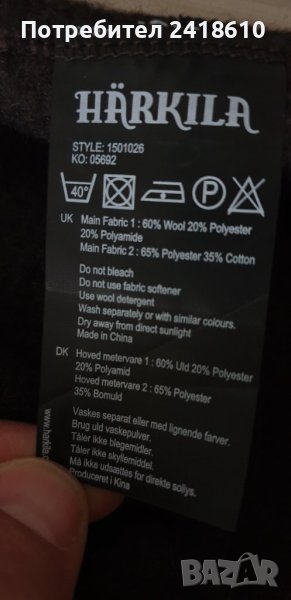 Потребител 2418610
HÄRKILA
STYLE: 1501026
KO: 05692
40°
P
UK Main Fabric 1 : 60% Wool 20% Polyester
20% Polyamide
Main Fabric 2 : 65% Polyester 35% Cotton
Do not bleach
Do not use fabric softener
Use wool detergent
Wash separately or with similar colours.
Dry away from direct sunlight
Made in China
DK Hoved metervare 1 : 60% Uld 20% Polyester
20% Polyamid
Hoved metervare 2 : 65% Polyester
35% Bomuld
Vaskes separat eller med lignende farver.
Brug uld vaskepulver.
Tåler ikke blegemidler.
Tåler ikke skyllemiddel.
Må ikke udsættes for direkte sollys.
Produceret i Kina
www.harkila.
BAZAR